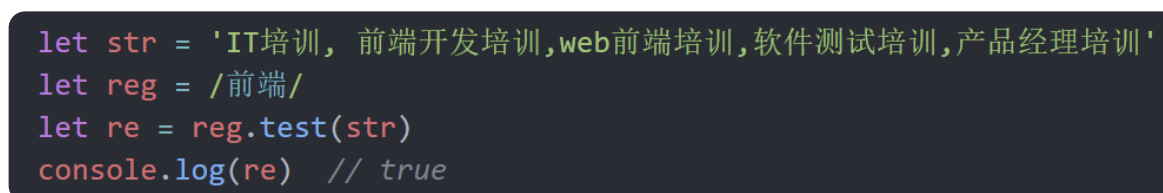 let str = 'IT培训, 前端开发培训,web前端培训,软件测试培训,产品经理培训'
let reg = /前端/
let re = reg.test(str)
console.log(re)  // true